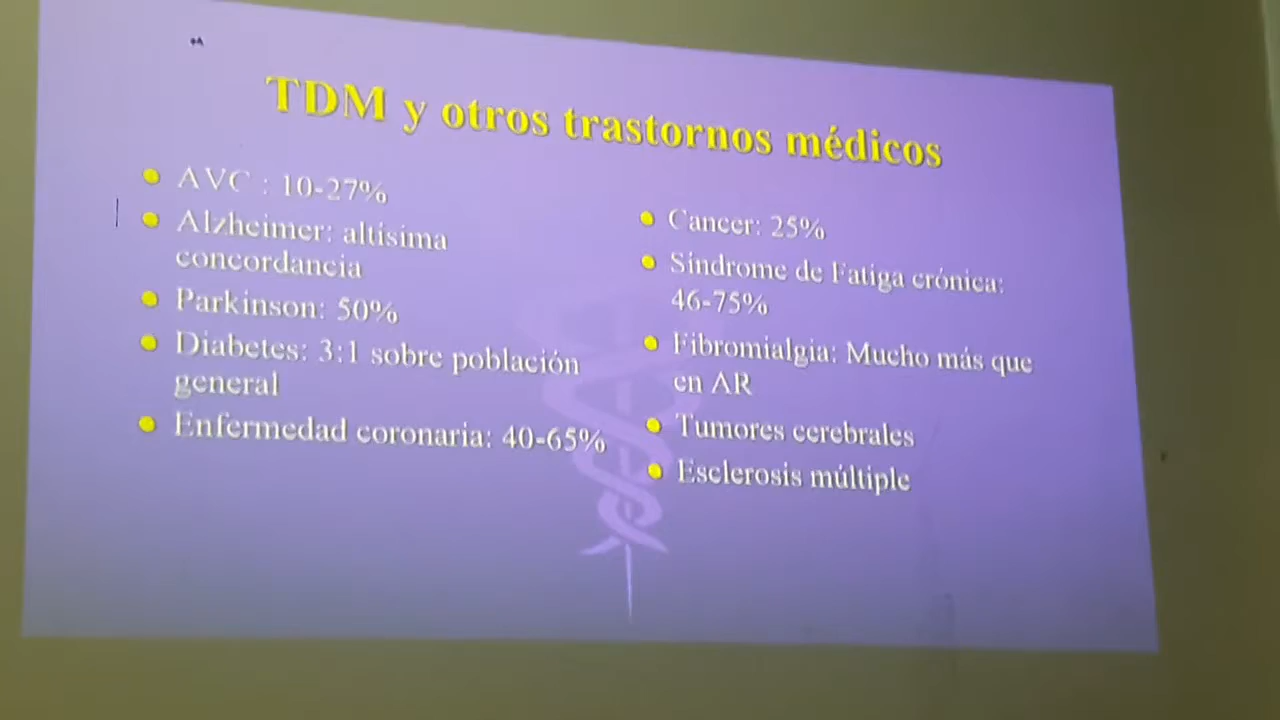 TDM y otros trastornos médicos
AVC : 10-27%
Alzheimer: altísima
concordancia
Parkinson: 50%
Diabetes: 3:1 sobre población
general
Enfermedad coronaria: 40-65%
Cancer: 25%
Síndrome de Fatiga crónica:
46-75%
Fibromialgia: Mucho más que
en AR
Tumores cerebrales
Esclerosis múltiple